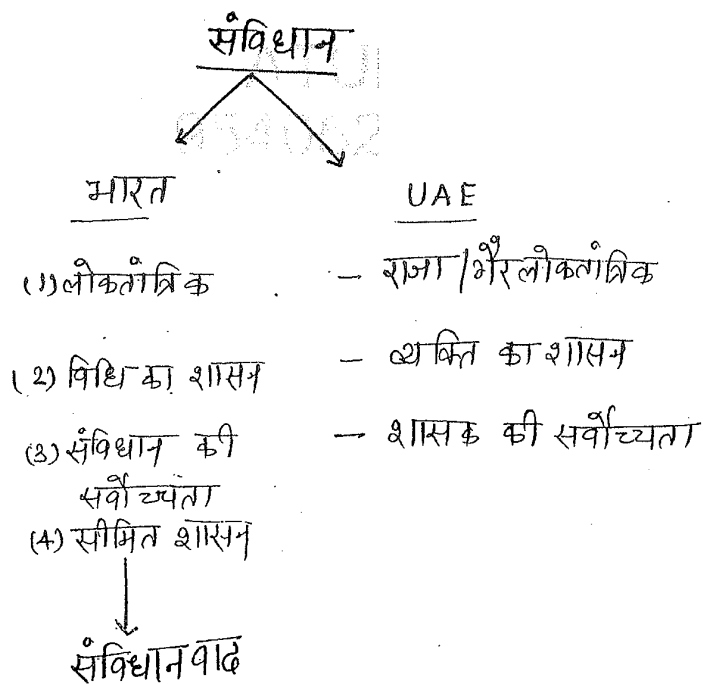 संविधान
भारत
UAE
(1) लोकतांत्रिक
– राजा/गैरलोकतांत्रिक
(2) विधि का शासन
– व्यक्ति का शासन
(3) संविधान की
सर्वोच्चता
– शासक की सर्वोच्चता
(4) सीमित शासन
संविधानवाद